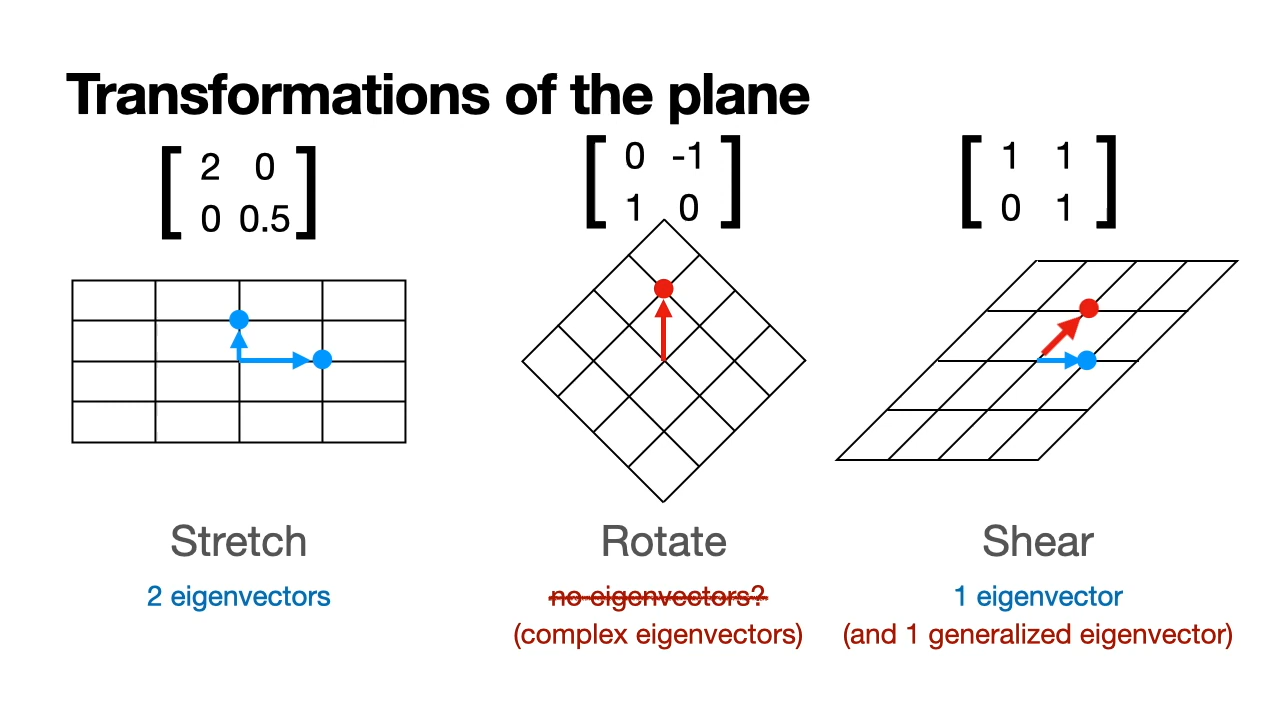 Transformations of the plane
[ 2 0
0 0.5 ]
[ 0 -1
1 0 ]
[ 1 1
0 1 ]
Stretch
2 eigenvectors
Rotate
no eigenvectors?
(complex eigenvectors)
Shear
1 eigenvector
(and 1 generalized eigenvector)